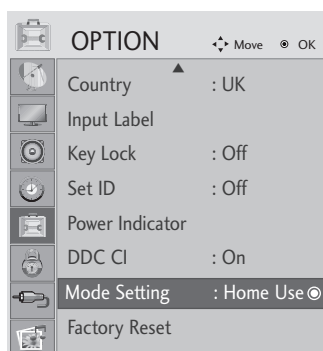 OPTION Move OK
Country : UK
Input Label
Key Lock : Off
Set ID : Off
Power Indicator
DDC CI : On
Mode Setting : Home Use
Factory Reset